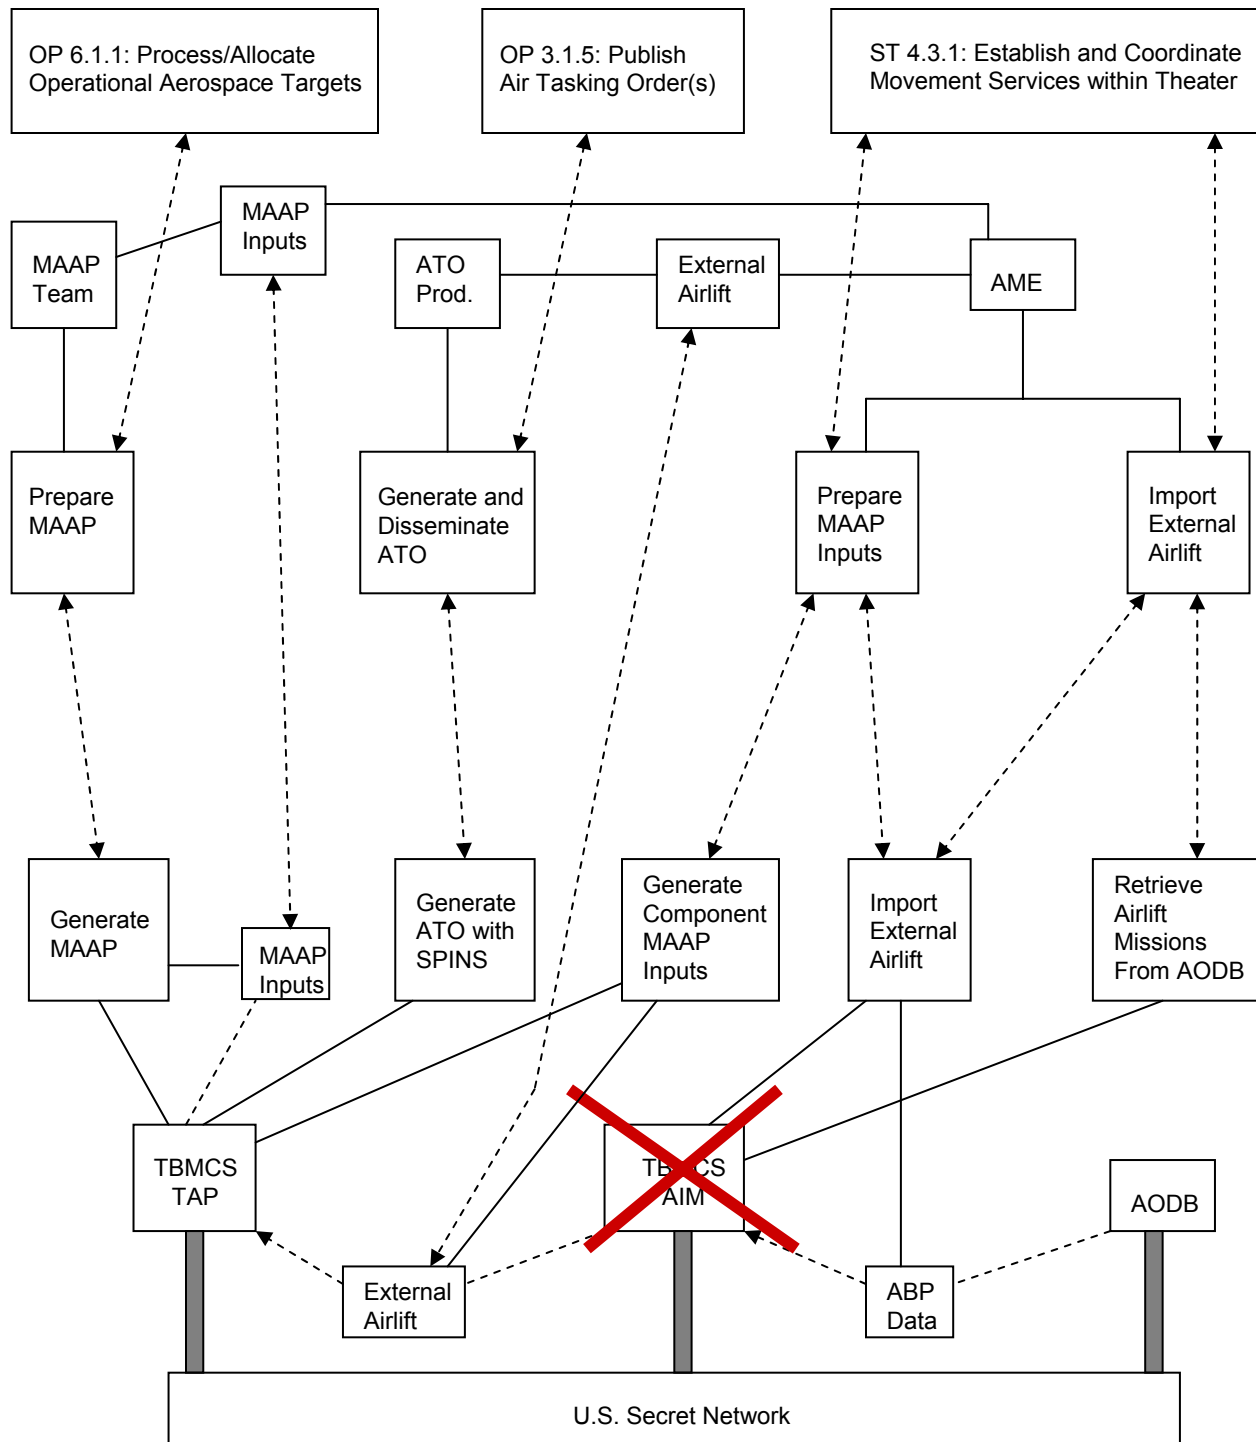 OP 6.1.1: Process/Allocate
Operational Aerospace Targets
OP 3.1.5: Publish
Air Tasking Order(s)
ST 4.3.1: Establish and Coordinate
Movement Services within Theater
MAAP
Inputs
MAAP
Team
ATO
Prod.
External
Airlift
AME
Prepare
MAAP
Generate and
Disseminate
ATO
Prepare
MAAP
Inputs
Import
External
Airlift
Generate
MAAP
MAAP
Inputs
Generate
ATO with
SPINS
Generate
Component
MAAP
Inputs
Import
External
Airlift
Retrieve
Airlift
Missions
From AODB
TBMCS
TAP
TBMCS
AIM
AODB
External
Airlift
ABP
Data
U.S. Secret Network